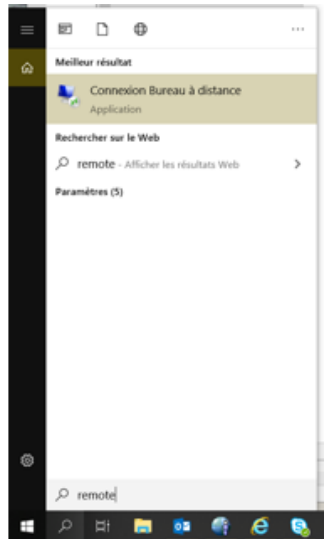 Meilleur résultat
Connexion Bureau à distance
Application
Rechercher sur le Web
remote - Afficher les résultats Web
Paramètres (5)
remote